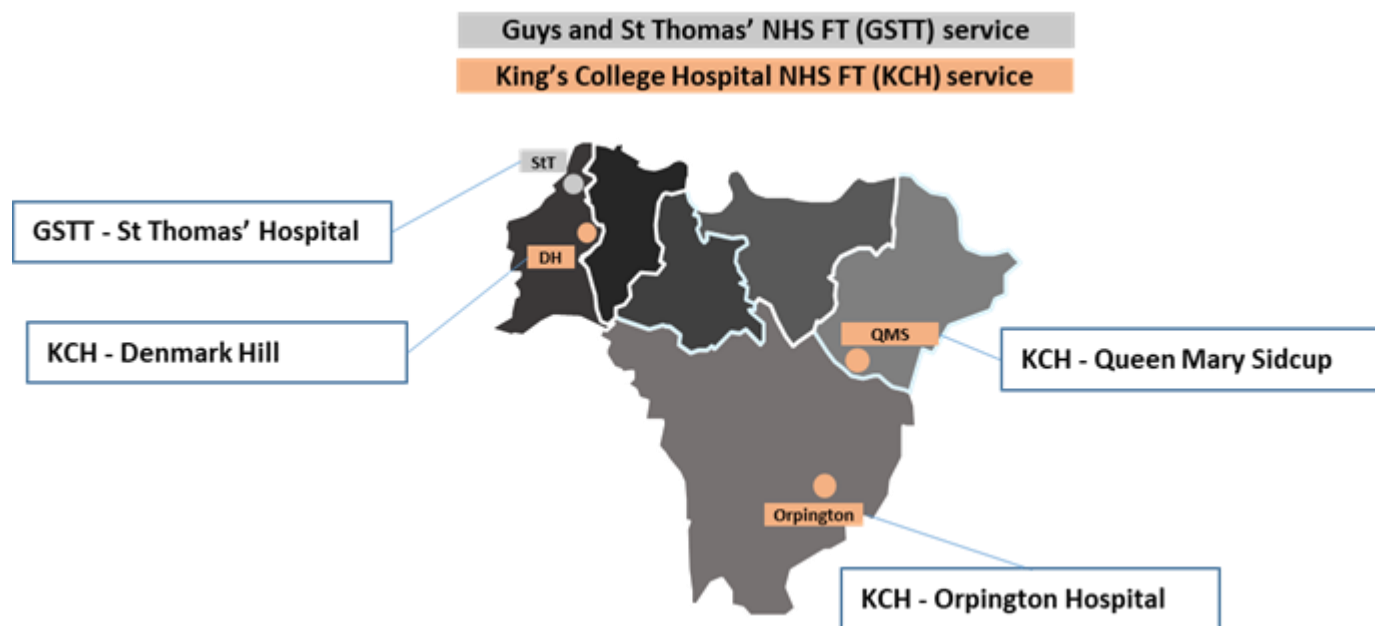 Guys and St Thomas' NHS FT (GSTT) service
King's College Hospital NHS FT (KCH) service
StT
GSTT - St Thomas' Hospital
DH
KCH - Denmark Hill
QMS
KCH - Queen Mary Sidcup
Orpington
KCH - Orpington Hospital